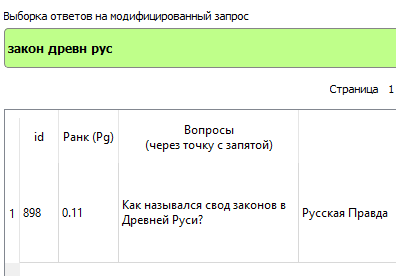 Выборка ответов на модифицированный запрос
закон древн рус
Страница 1
id Ранк (Pg) Вопросы
(через точку с запятой)
1 898 0.11 Как назывался свод законов в
Древней Руси? Русская Правда